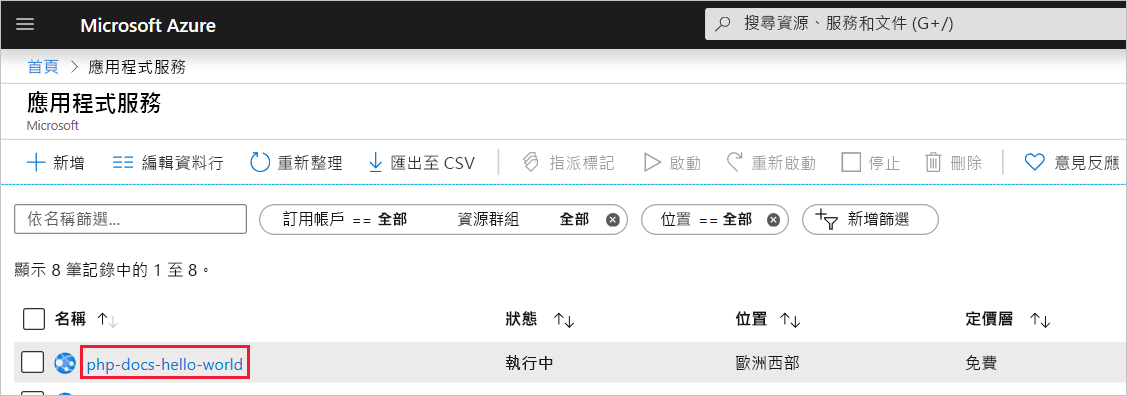 Microsoft Azure 搜尋資源、服務和文件 (G+/)
首頁 > 應用程式服務
應用程式服務
Microsoft
新增 編輯資料行 重新整理 匯出至 CSV 指派標記 啟動 重新啟動 停止 刪除 意見反應
依名稱篩選... 訂用帳戶 == 全部 資源群組 全部 位置 == 全部 新增篩選
顯示 8 筆記錄中的 1 至 8。
名稱 狀態 位置 定價層
php-docs-hello-world 執行中 歐洲西部 免費